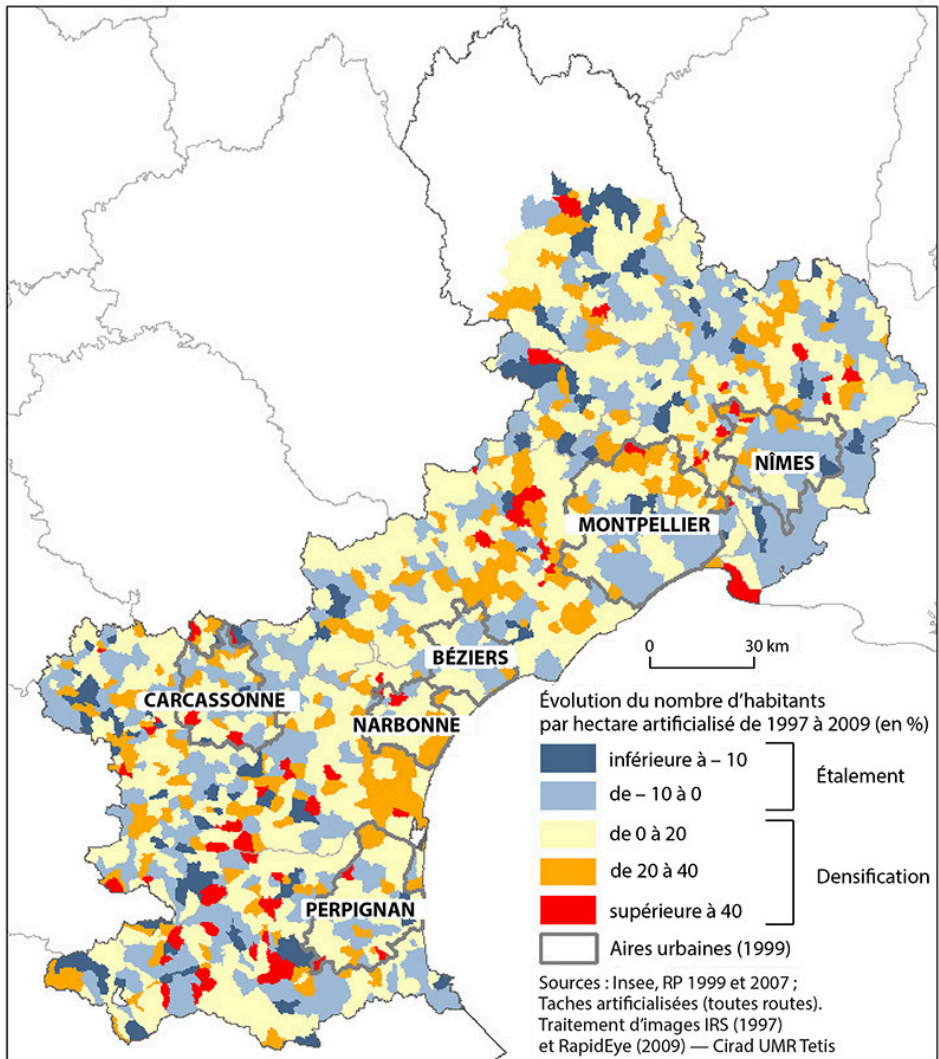 NÎMES
MONTPELLIER
BÉZIERS
CARCASSONNE
NARBONNE
PERPIGNAN
0 30 km
Évolution du nombre d’habitants
par hectare artificialisé de 1997 à 2009 (en %)
inférieure à – 10
de – 10 à 0
Étalement
de 0 à 20
de 20 à 40
supérieure à 40
Densification
Aires urbaines (1999)
Sources : Insee, RP 1999 et 2007 ;
Taches artificialisées (toutes routes).
Traitement d’images IRS (1997)
et RapidEye (2009) — Cirad UMR Tetis